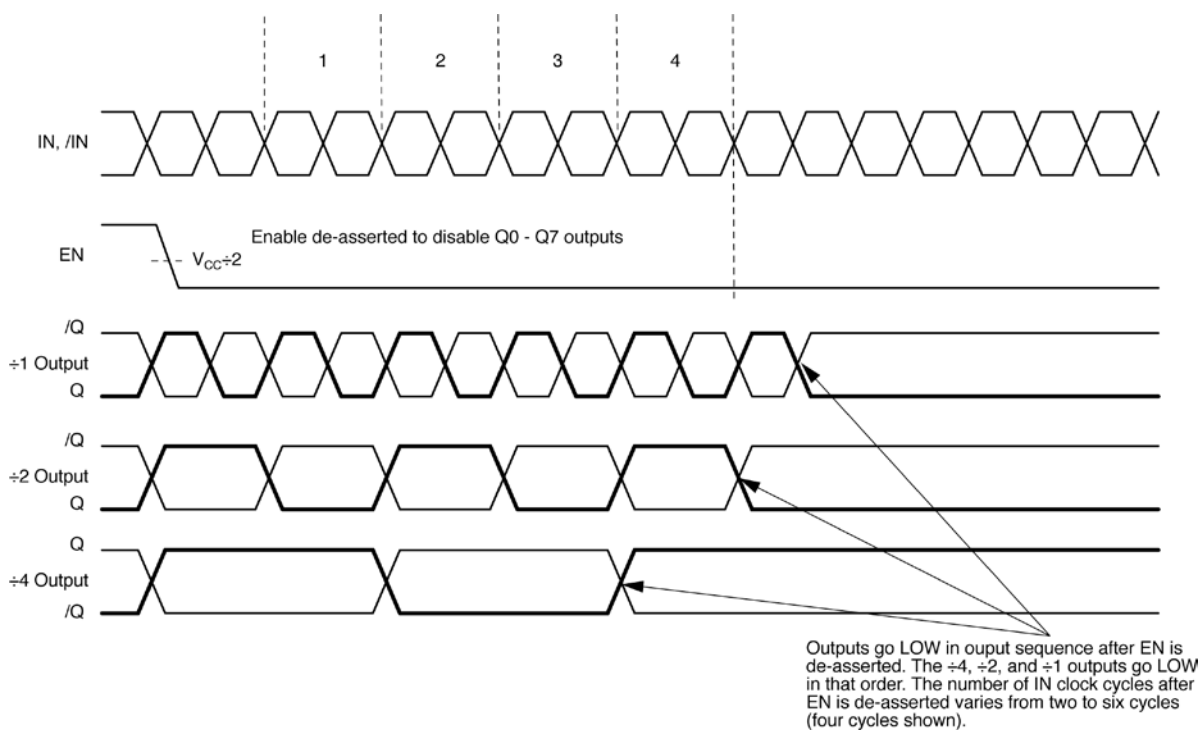 1 2 3 4
IN, /IN
EN
Enable de-asserted to disable Q0 - Q7 outputs
VCC÷2
/Q
÷1 Output
Q
/Q
÷2 Output
Q
Q
÷4 Output
/Q
Outputs go LOW in ouput sequence after EN is
de-asserted. The ÷4, ÷2, and ÷1 outputs go LOW
in that order. The number of IN clock cycles after
EN is de-asserted varies from two to six cycles
(four cycles shown).